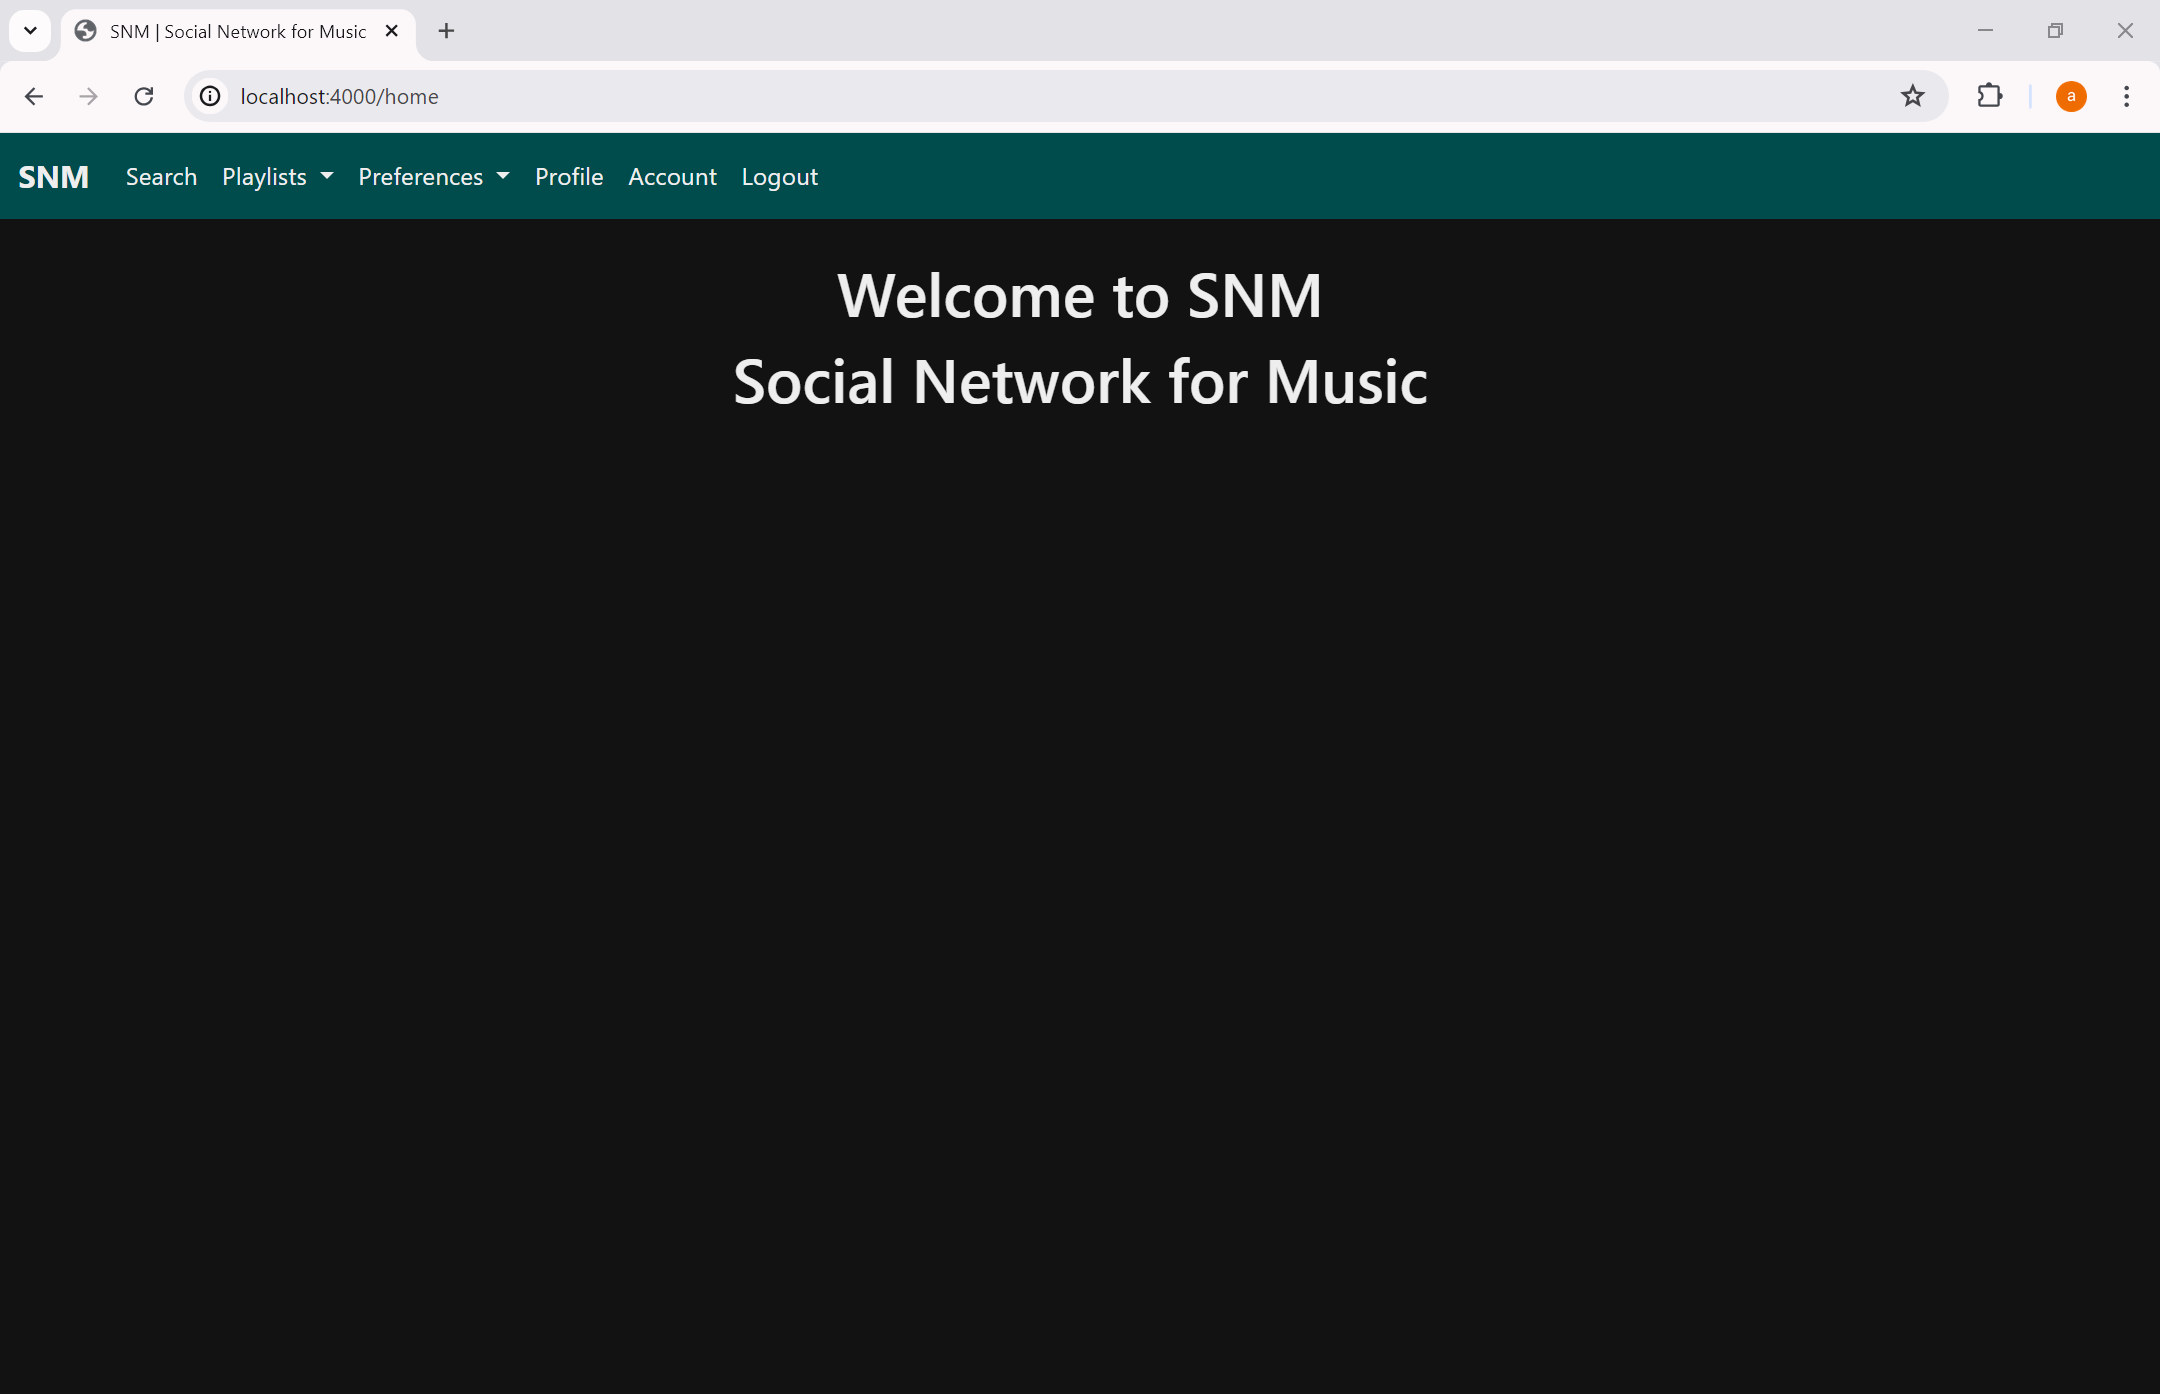 SNM | Social Network for Music
localhost:4000/home
a
SNM Search Playlists Preferences Profile Account Logout
Welcome to SNM
Social Network for Music